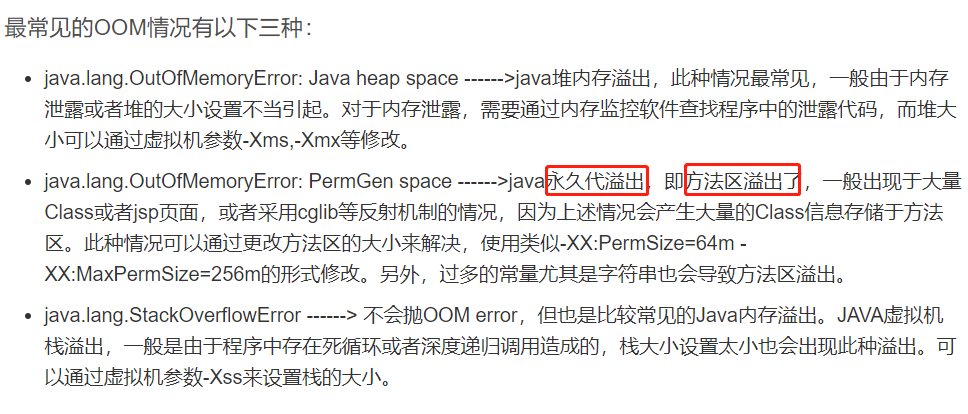 最常见的OOM情况有以下三种：
java.lang.OutOfMemoryError: Java heap space ------>java堆内存溢出，此种情况最常见，一般由于内存
泄露或者堆的大小设置不当引起。对于内存泄露，需要通过内存监控软件查找程序中的泄露代码，而堆大
小可以通过虚拟机参数-Xms,-Xmx等修改。
java.lang.OutOfMemoryError: PermGen space ------>java永久代溢出，即方法区溢出了，一般出现于大量
Class或者jsp页面，或者采用cglib等反射机制的情况，因为上述情况会产生大量的Class信息存储于方法
区。此种情况可以通过更改方法区的大小来解决，使用类似-XX:PermSize=64m -
XX:MaxPermSize=256m的形式修改。另外，过多的常量尤其是字符串也会导致方法区溢出。
java.lang.StackOverflowError ------> 不会抛OOM error，但也是比较常见的Java内存溢出。JAVA虚拟机
栈溢出，一般是由于程序中存在死循环或者深度递归调用造成的，栈大小设置太小也会出现此种溢出。可
以通过虚拟机参数-Xss来设置栈的大小。